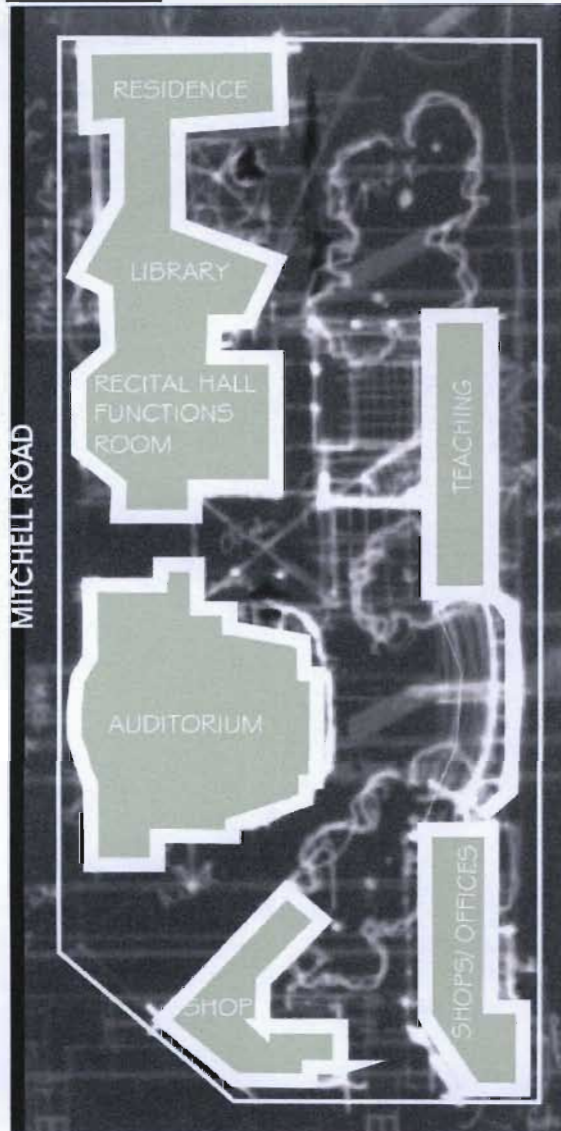 RESIDENCE
LIBRARY
RECITAL HALL
FUNCTIONS
ROOM
MITCHELL ROAD
TEACHING
AUDITORIUM
SHOP
SHOPS/ OFFICES